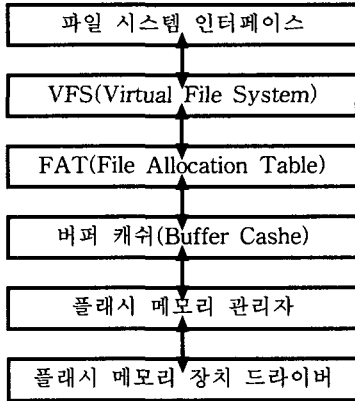 파일 시스템 인터페이스
VFS(Virtual File System)
FAT(File Allocation Table)
버퍼 캐쉬(Buffer Cashe)
플래시 메모리 관리자
플래시 메모리 장치 드라이버